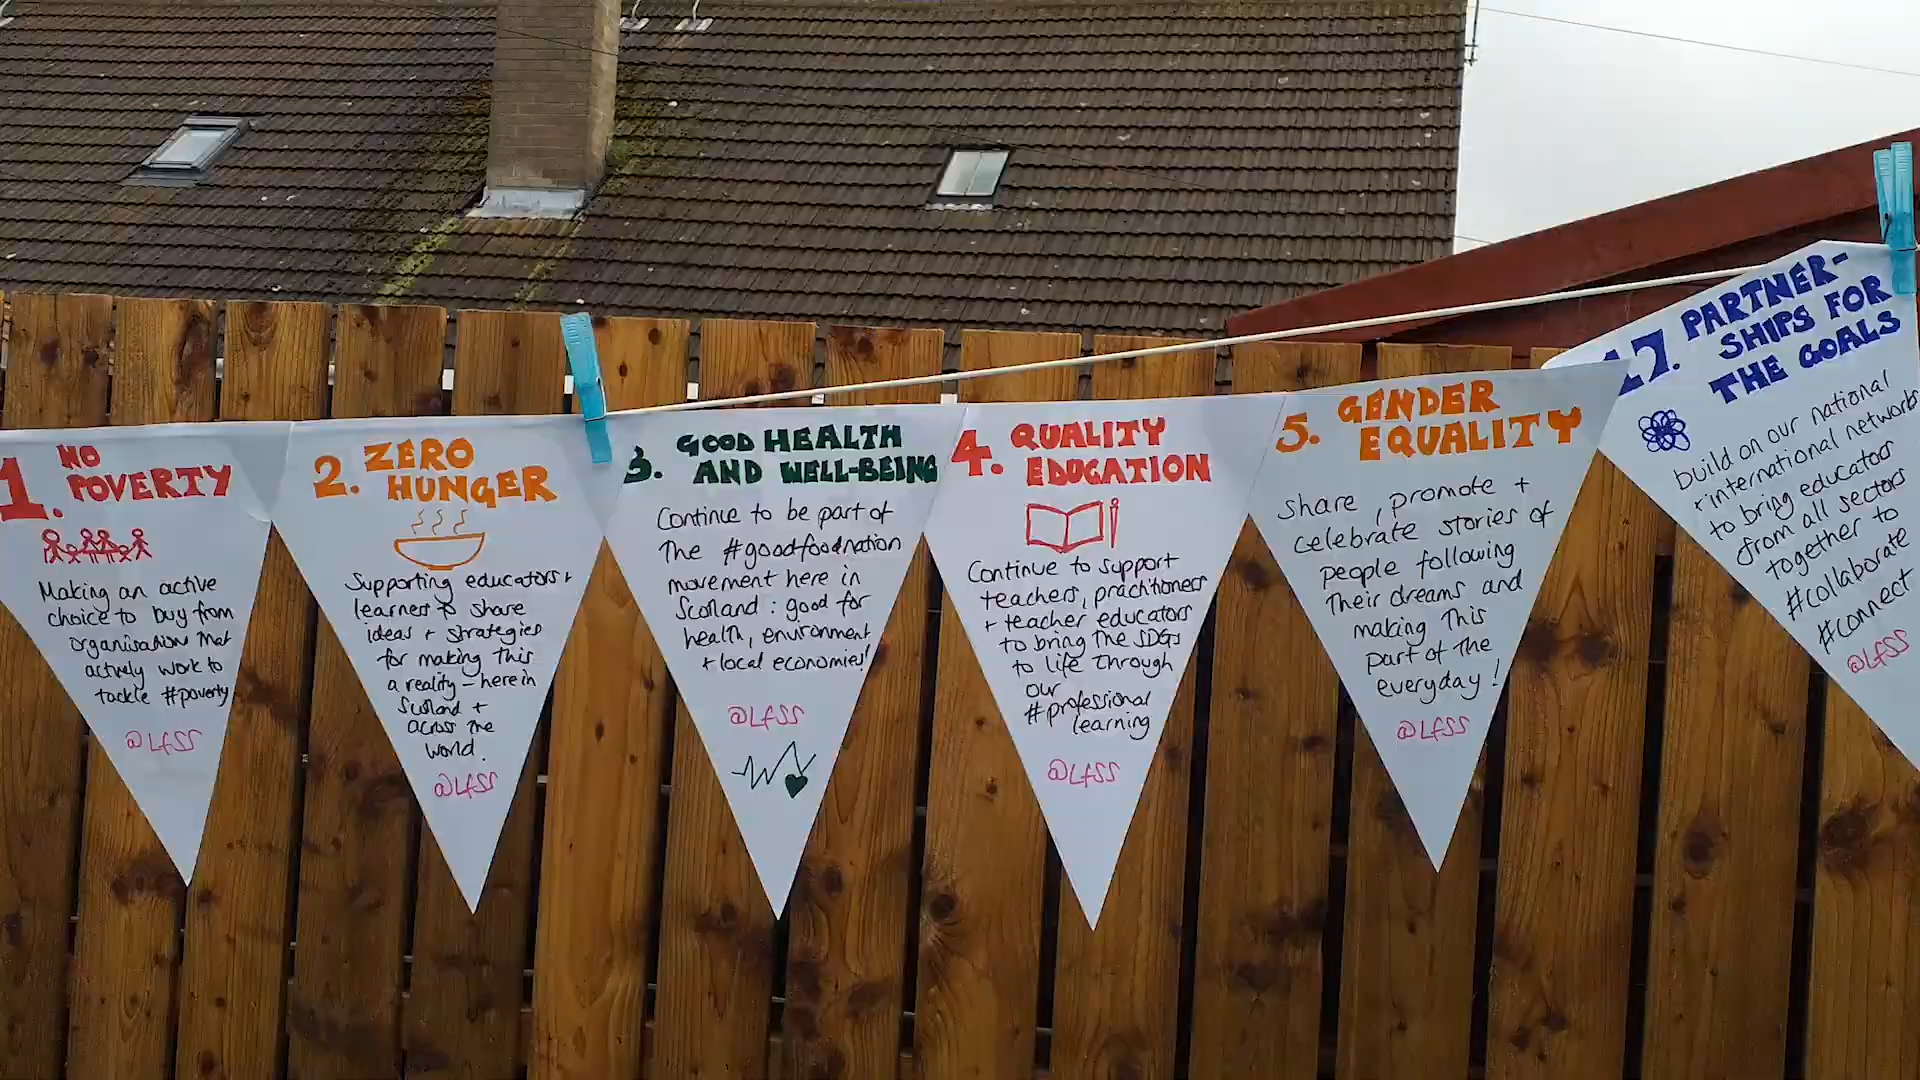 1. NO
POVERTY
Making an active
choice to buy from
organisations that
actively work to
tackle #poverty
@LfSS
2. ZERO
HUNGER
Supporting educators +
learners to share
ideas + strategies
for making this
a reality - here in
Scotland +
across the
world.
@LfSS
3. GOOD HEALTH
AND WELL-BEING
Continue to be part of
the #goodfoodnation
movement here in
Scotland: good for
health, environment
+ local economies!
@LfSS
4. QUALITY
EDUCATION
Continue to support
teachers, practitioners
+ teacher educators
to bring the SDGs
to life through
our
#professional
learning
@LfSS
5. GENDER
EQUALITY
Share, promote +
celebrate stories of
people following
their dreams and
making this
part of the
everyday!
@LfSS
17. PARTNER-
SHIPS FOR
THE GOALS
build on our national
+ international networks
to bring educators
from all sectors
together to
#collaborate
#connect
@LfSS